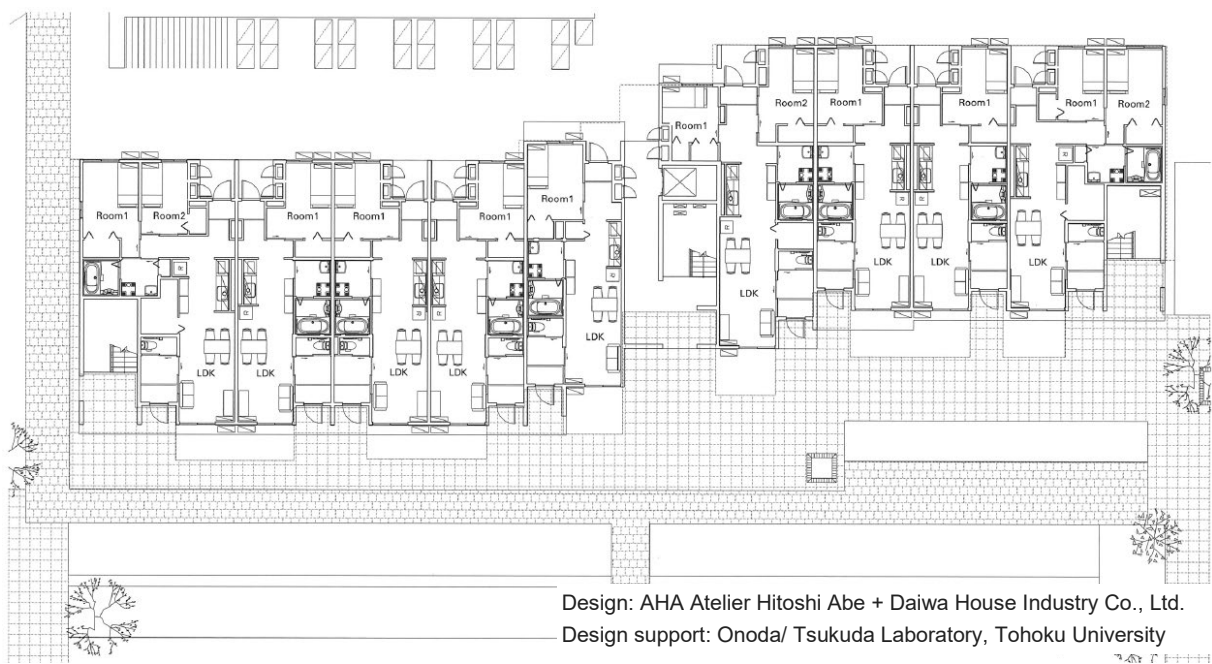 Room2
Room1
Room1
Room1
Room2
Room1
R
R
R
Room1
Room1
Room2
Room1
Room1
Room1
R
LDK
LDK
R
LDK
LDK
R
LDK
LDK
LDK
LDK
LDK
Design: AHA Atelier Hitoshi Abe + Daiwa House Industry Co., Ltd.
Design support: Onoda/ Tsukuda Laboratory, Tohoku University